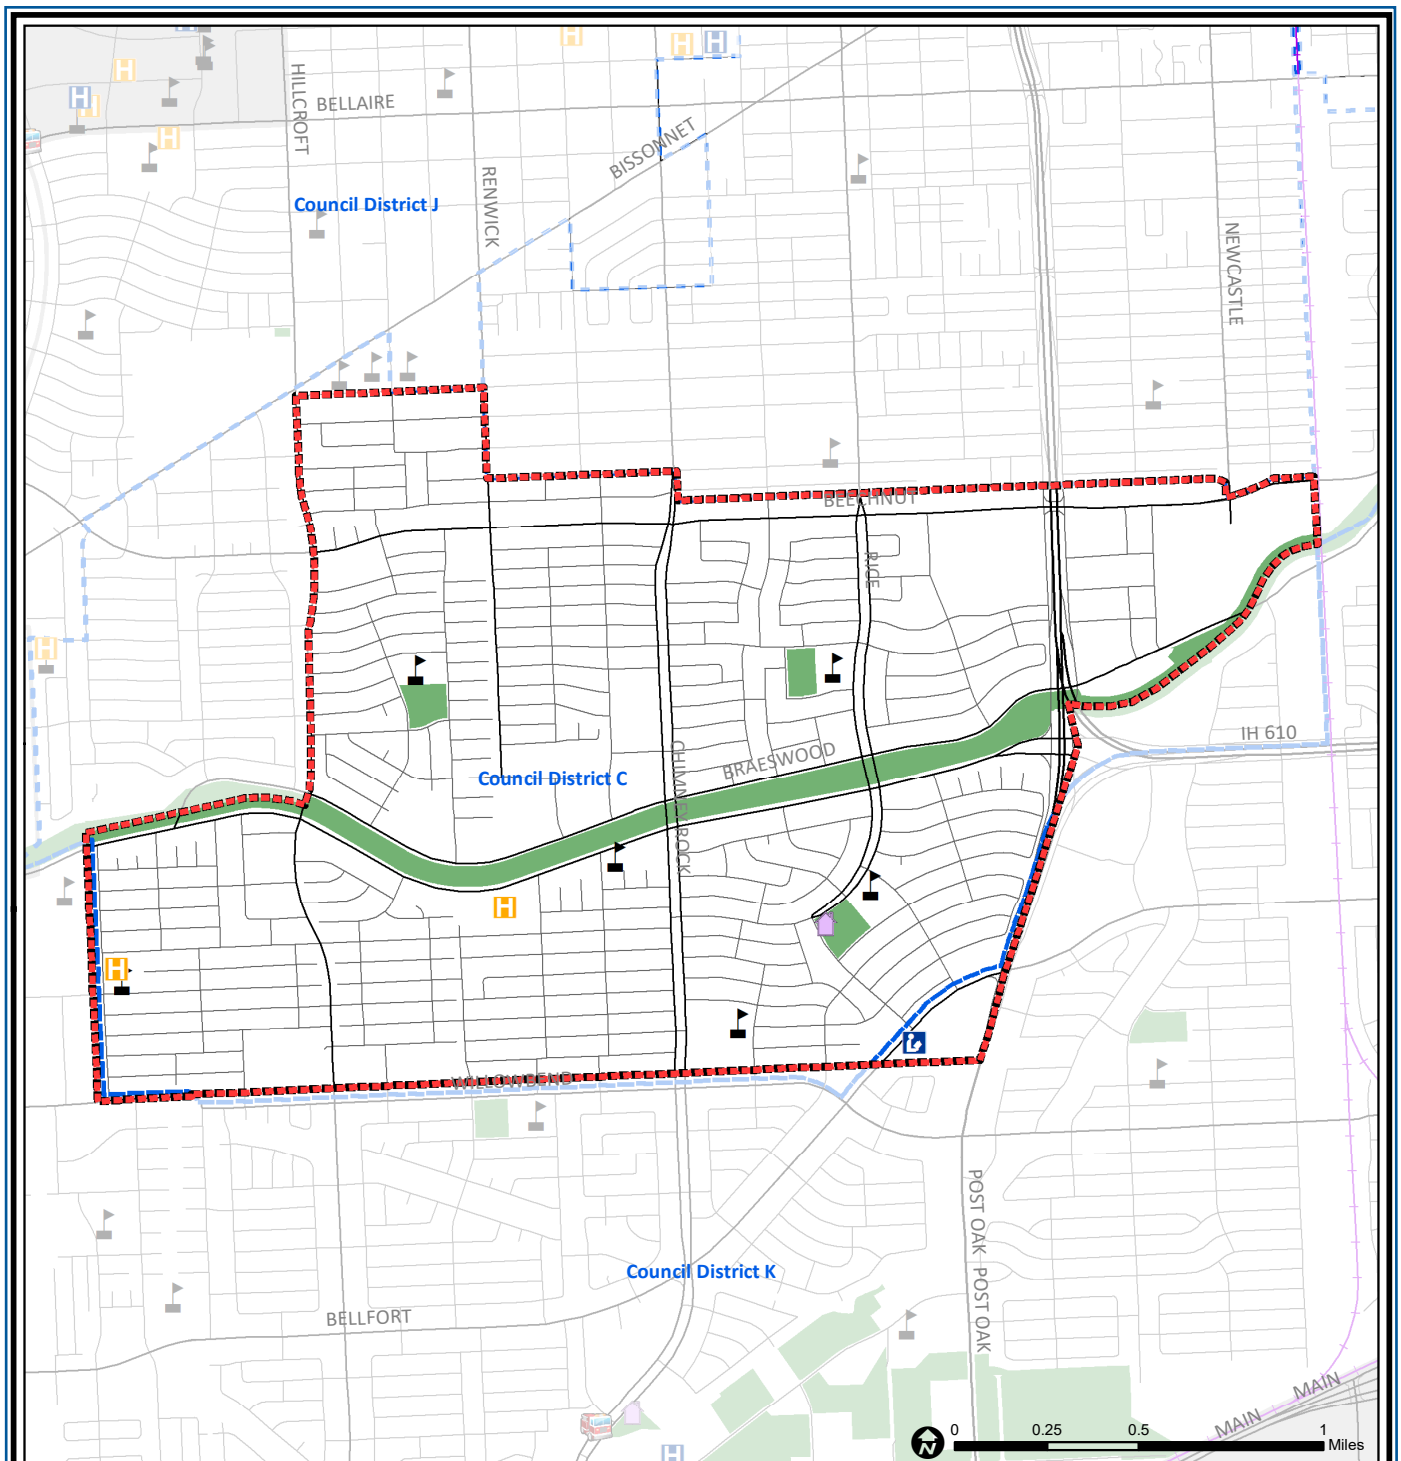 HILLCROFT
BELLAIRE
BISSONNET
RENWICK
Council District J
NEWCASTLE
BEECHNUT
RICE
IH 610
BRAESWOOD
CHIMNEY ROCK
Council District C
WILLOWBEND
POST OAK
POST OAK
Council District K
BELLFORT
MAIN
MAIN
N
0 0.25 0.5 1
Miles
H
H
H
H
H
H
H
H
H
H
H